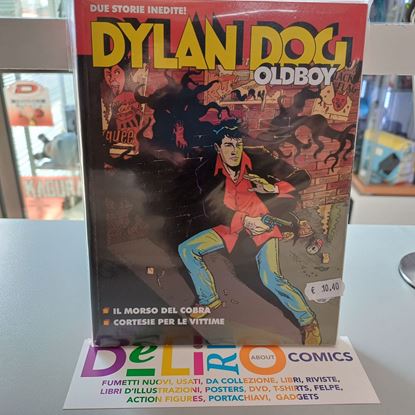 DUE STORIE INEDITE!
DYLAN DOG
OLDBOY
IL MORSO DEL COBRA
CORTESIE PER LE VITTIME
€ 10.40
DELIRIO
ABOUT
COMICS
FUMETTI NUOVI, USATI, DA COLLEZIONE, LIBRI, RIVISTE,
LIBRI D'ILLUSTRAZIONI, POSTERS, DVD, T-SHIRTS, FELPE,
ACTION FIGURES, PORTACHIAVI, GADGETS